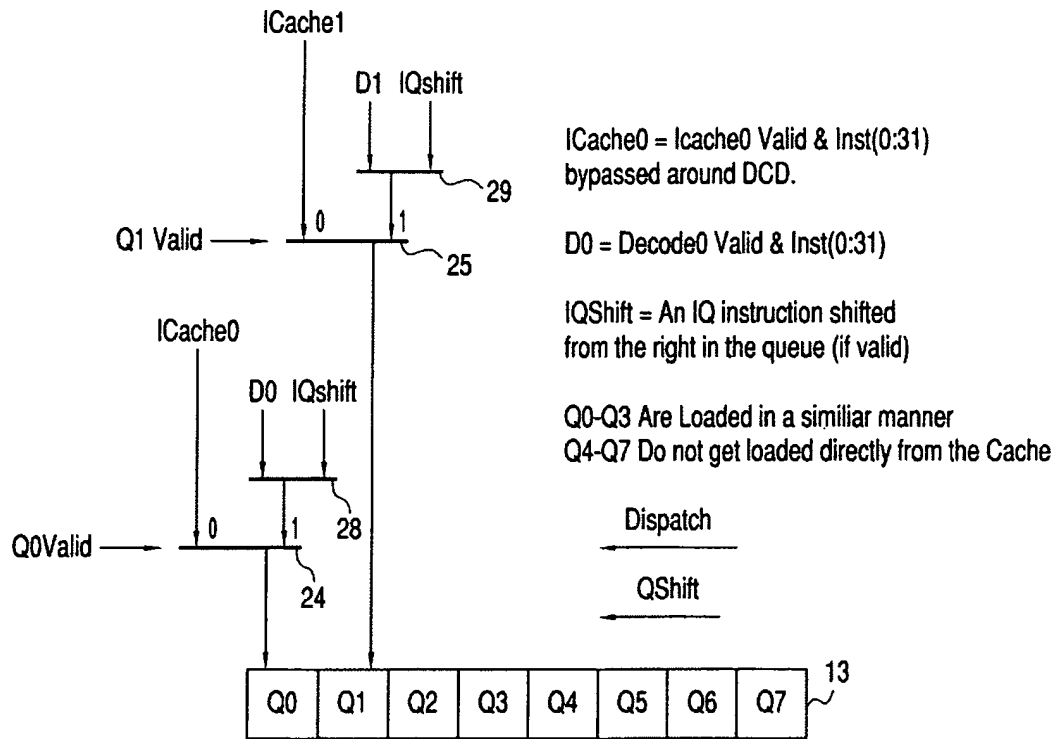 ICache1
D1 IQshift
29
0 1
Q1 Valid
25
ICache0
D0 IQshift
28
0 1
Q0Valid
24
ICache0 = Icache0 Valid & Inst(0:31)
bypassed around DCD.
D0 = Decode0 Valid & Inst(0:31)
IQShift = An IQ instruction shifted
from the right in the queue (if valid)
Q0-Q3 Are Loaded in a similiar manner
Q4-Q7 Do not get loaded directly from the Cache
Dispatch
QShift
13
Q0 Q1 Q2 Q3 Q4 Q5 Q6 Q7